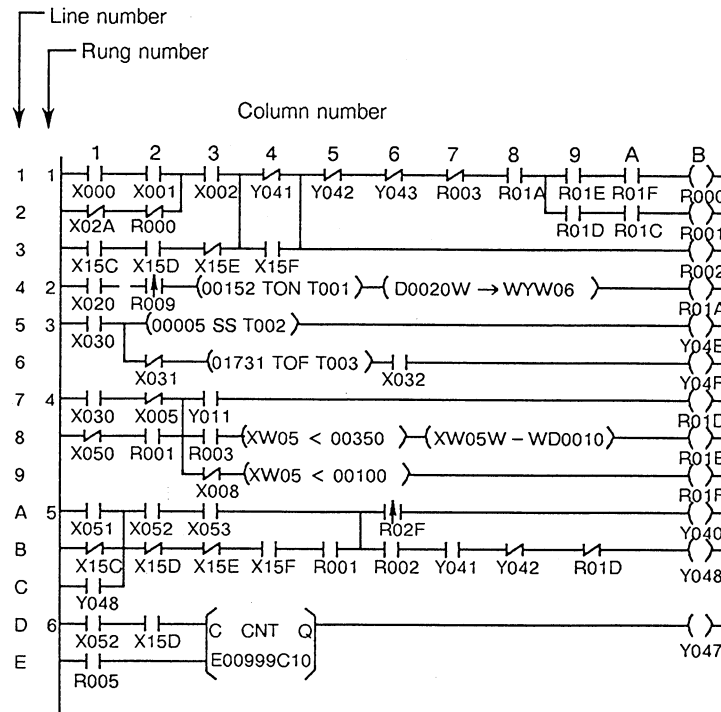 Line number
Rung number
Column number
1 2 3 4 5 6 7 8 9 A B
1 1
X000 X001 X002 Y041 Y042 Y043 R003 R01A R01E R01F R000
2
X02A R000 R01D R01C R001
3
X15C X15D X15E X15F R002
4 2 (00152 TON T001) (D0020W → WYW06 )
X020 R009 R01A
5 3 (00005 SS T002)
X030 Y04E
6 (01731 TOF T003)
X031 X032 Y04F
7 4
X030 X005 Y011 R01D
8 (XW05 < 00350 ) (XW05W – WD0010)
X050 R001 R003 R01E
9 (XW05 < 00100 )
X008 R01F
A 5
X051 X052 X053 R02F Y040
B
X15C X15D X15E X15F R001 R002 Y041 Y042 R01D Y048
C
Y048
D 6 C CNT Q
X052 X15D Y047
E E00999C10
R005